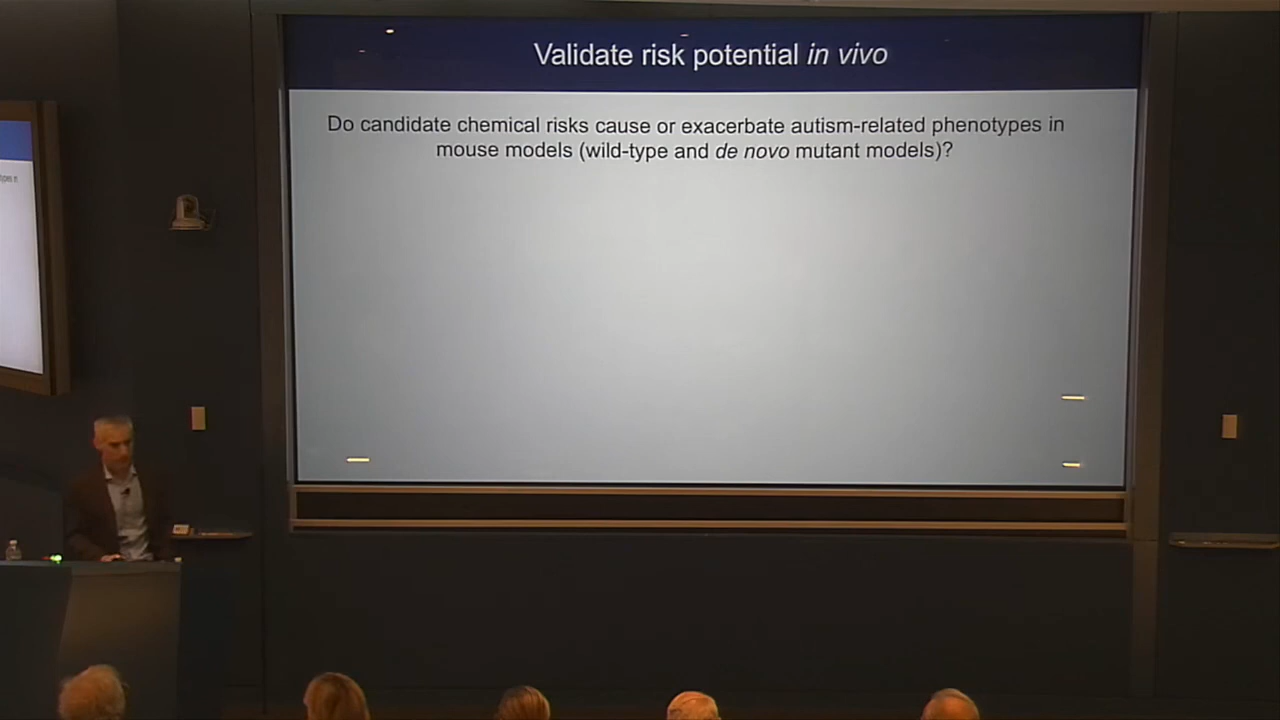 Validate risk potential in vivo
Do candidate chemical risks cause or exacerbate autism-related phenotypes in
mouse models (wild-type and de novo mutant models)?